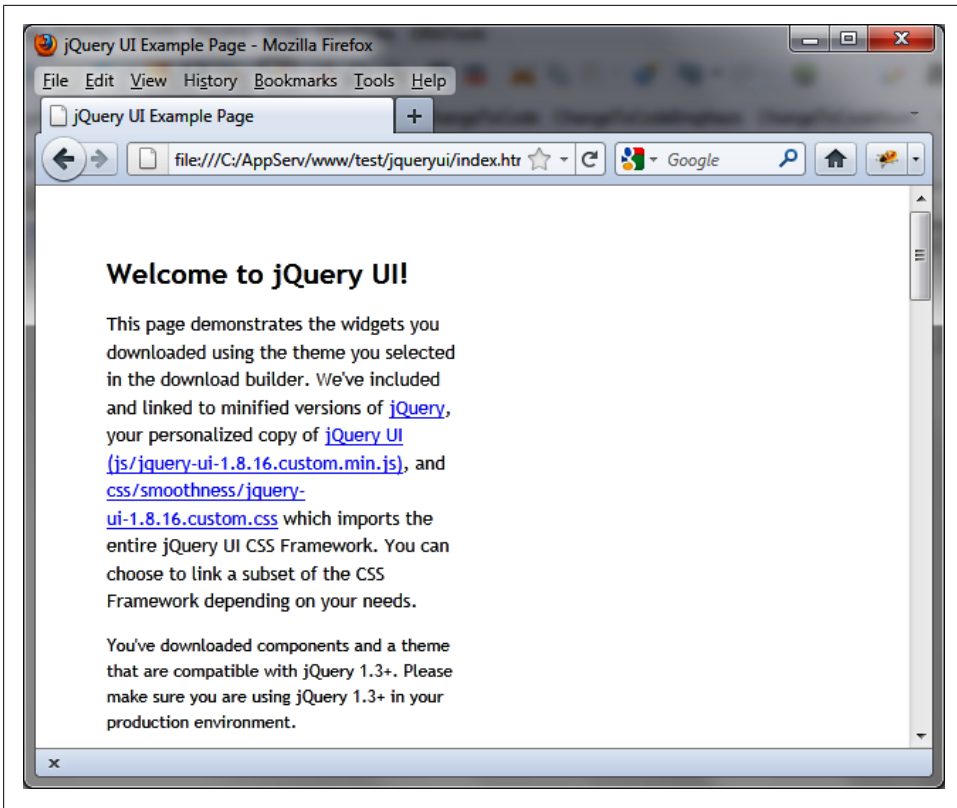 jQuery UI Example Page - Mozilla Firefox
File Edit View History Bookmarks Tools Help
jQuery UI Example Page
file:///C:/AppServ/www/test/jqueryui/index.htr
Google
Welcome to jQuery UI!
This page demonstrates the widgets you
downloaded using the theme you selected
in the download builder. We've included
and linked to minified versions of jQuery,
your personalized copy of jQuery UI
(js/jquery-ui-1.8.16.custom.min.js), and
css/smoothness/jquery-
ui-1.8.16.custom.css which imports the
entire jQuery UI CSS Framework. You can
choose to link a subset of the CSS
Framework depending on your needs.
You've downloaded components and a theme
that are compatible with jQuery 1.3+. Please
make sure you are using jQuery 1.3+ in your
production environment.